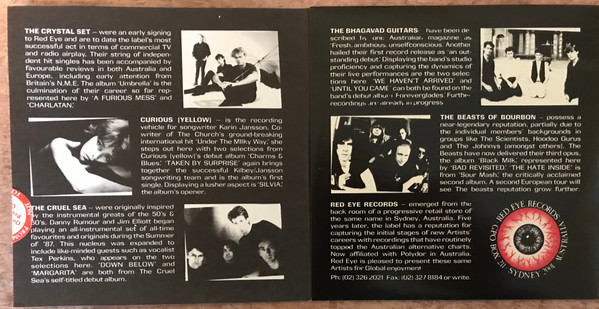 THE CRYSTAL SET – were an early signing
to Red Eye and are to date the label's most
successful act in terms of commercial TV
and radio airplay. Their string of indepen-
dent hit singles has been accompanied by
favourable reviews in both Australia and
Europe, including early attention from
Britain's N.M.E. The album 'Umbrella' is the
culmination of their career so far rep-
resented here by 'A FURIOUS MESS' and
'CHARLATAN.'
CURIOUS (YELLOW) – is the recording
vehicle for songwriter Karin Jansson. Co-
writer of The Church's ground-breaking
international hit 'Under The Milky Way,' she
steps out here with two selections from
Curious (yellow)'s debut album 'Charms &
Blues.' 'TAKEN BY SURPRISE' again brings
together the successful Kilbey/Jansson
songwriting team and is the album's first
single. Displaying a lusher aspect is 'SILVIA,'
the album's opener.
THE CRUEL SEA – were originally inspired
by the instrumental greats of the 50's &
60's. Danny Rumour and Jim Elliott began
playing an all-instrumental set of all-time
favourites and originals during the Summer
of '87. This nucleus was expanded to
include like-minded guests such as vocalist
Tex Perkins, who appears on the two
selections here. 'DOWN BELOW' and
'MARGARITA' are both from The Cruel
Sea's self-titled debut album.
THE BHAGAVAD GUITARS – have been de-
scribed by one Australian magazine as
'Fresh, ambitious, unselfconscious.' Another
hailed their first record release as 'an out-
standing debut.' Displaying the band's studio
proficiency and capturing the dynamics of
their live performances are the two selec-
tions here 'WE HAVEN'T ARRIVED' and
'UNTIL YOU CAME' can both be found on the
band's debut album - Foreverglades. Further
recordings are already in progress
THE BEASTS OF BOURBON – possess a
near-legendary reputation, partially due to
the individual members' backgrounds in
groups like The Scientists, Hoodoo Gurus
and The Johnnys (amongst others). The
Beasts have now delivered their third opus,
the album 'Black Milk,' represented here
by 'BAD REVISITED.' 'THE HATE INSIDE' is
from 'Sour Mash,' the critically acclaimed
second album. A second European tour will
see The Beasts reputation grow further.
RED EYE RECORDS – emerged from the
back room of a progressive retail store of
the same name in Sydney, Australia. Five
years later, the label has a reputation for
capturing the initial stages of new Artists
careers with recordings that have routinely
topped the Australian alternative charts.
Now affiliated with Polydor in Australia,
Red Eye is pleased to present these same
Artists for Global enjoyment
Ph: (02) 326 2021 Fax: (02) 327 8184 or write.
RED EYE RECORDS
GPO BOX 211 SYDNEY 2001 AUSTRALIA